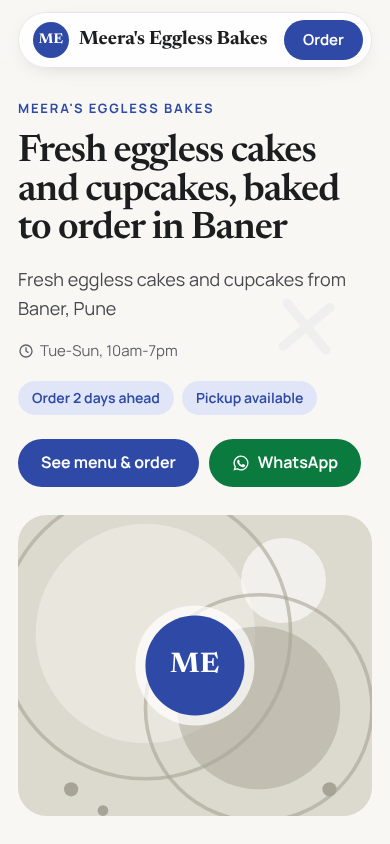 ME Meera's Eggless Bakes Order
MEERA'S EGGLESS BAKES
Fresh eggless cakes
and cupcakes, baked
to order in Baner
Fresh eggless cakes and cupcakes from
Baner, Pune
Tue-Sun, 10am-7pm
Order 2 days ahead Pickup available
See menu & order WhatsApp
ME